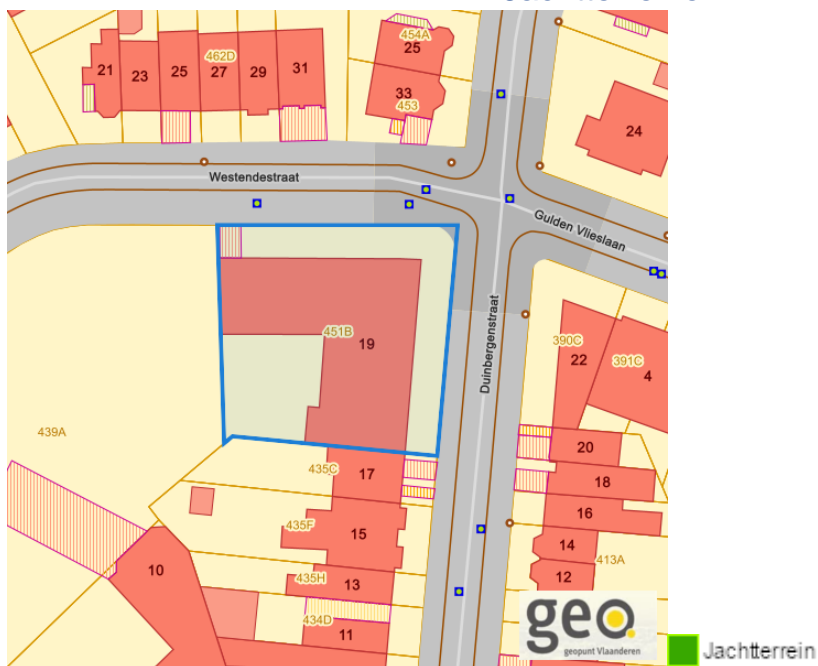 454A
25
462D
21
23
25
27
29
31
33
453
24
Westendestraat
Gulden Vlieslaan
Duinbergenstraat
451B
19
390C
22
391C
4
439A
435C
17
20
18
16
435F
15
14
413A
10
435H
13
12
434D
11
geo.
geopunt Vlaanderen
Jachtterrein